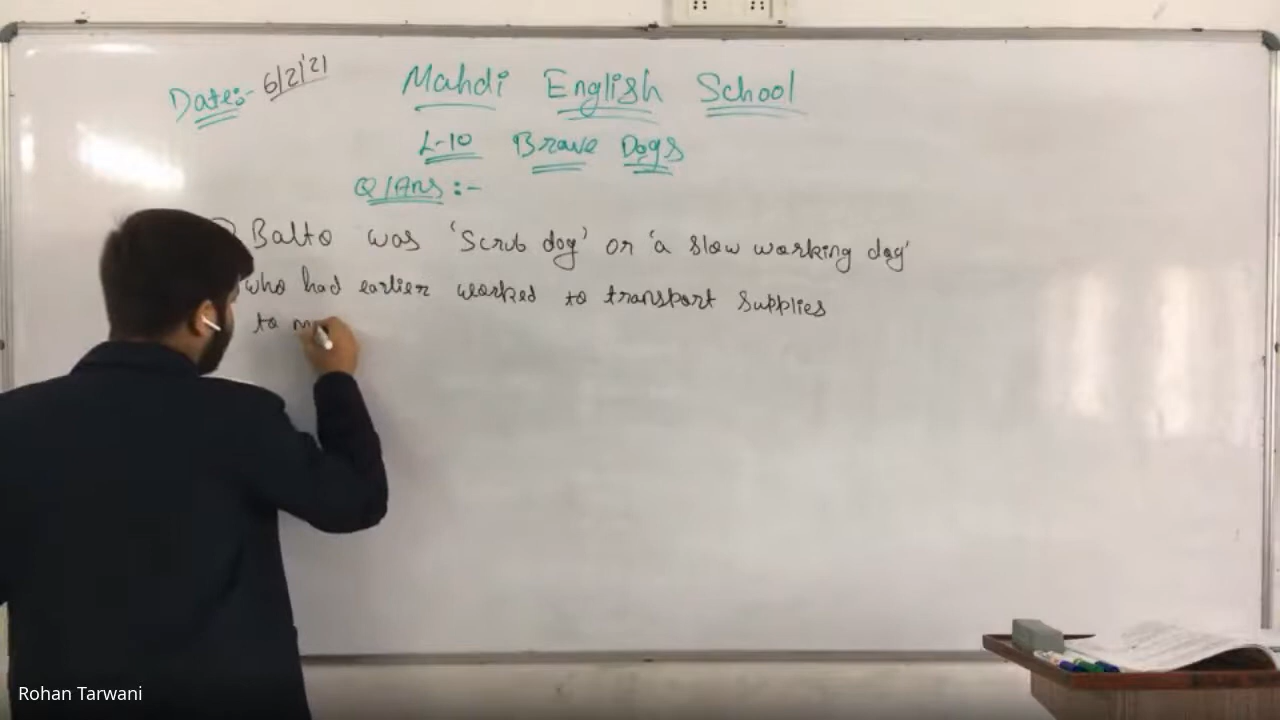 Date:- 6/2/21
Mahdi English School
L-10 Brave Dogs
Q/Ans :-
Balto was 'Scrub dog' or 'a slow working dog'
who had earlier worked to transport supplies
to
Rohan Tarwani